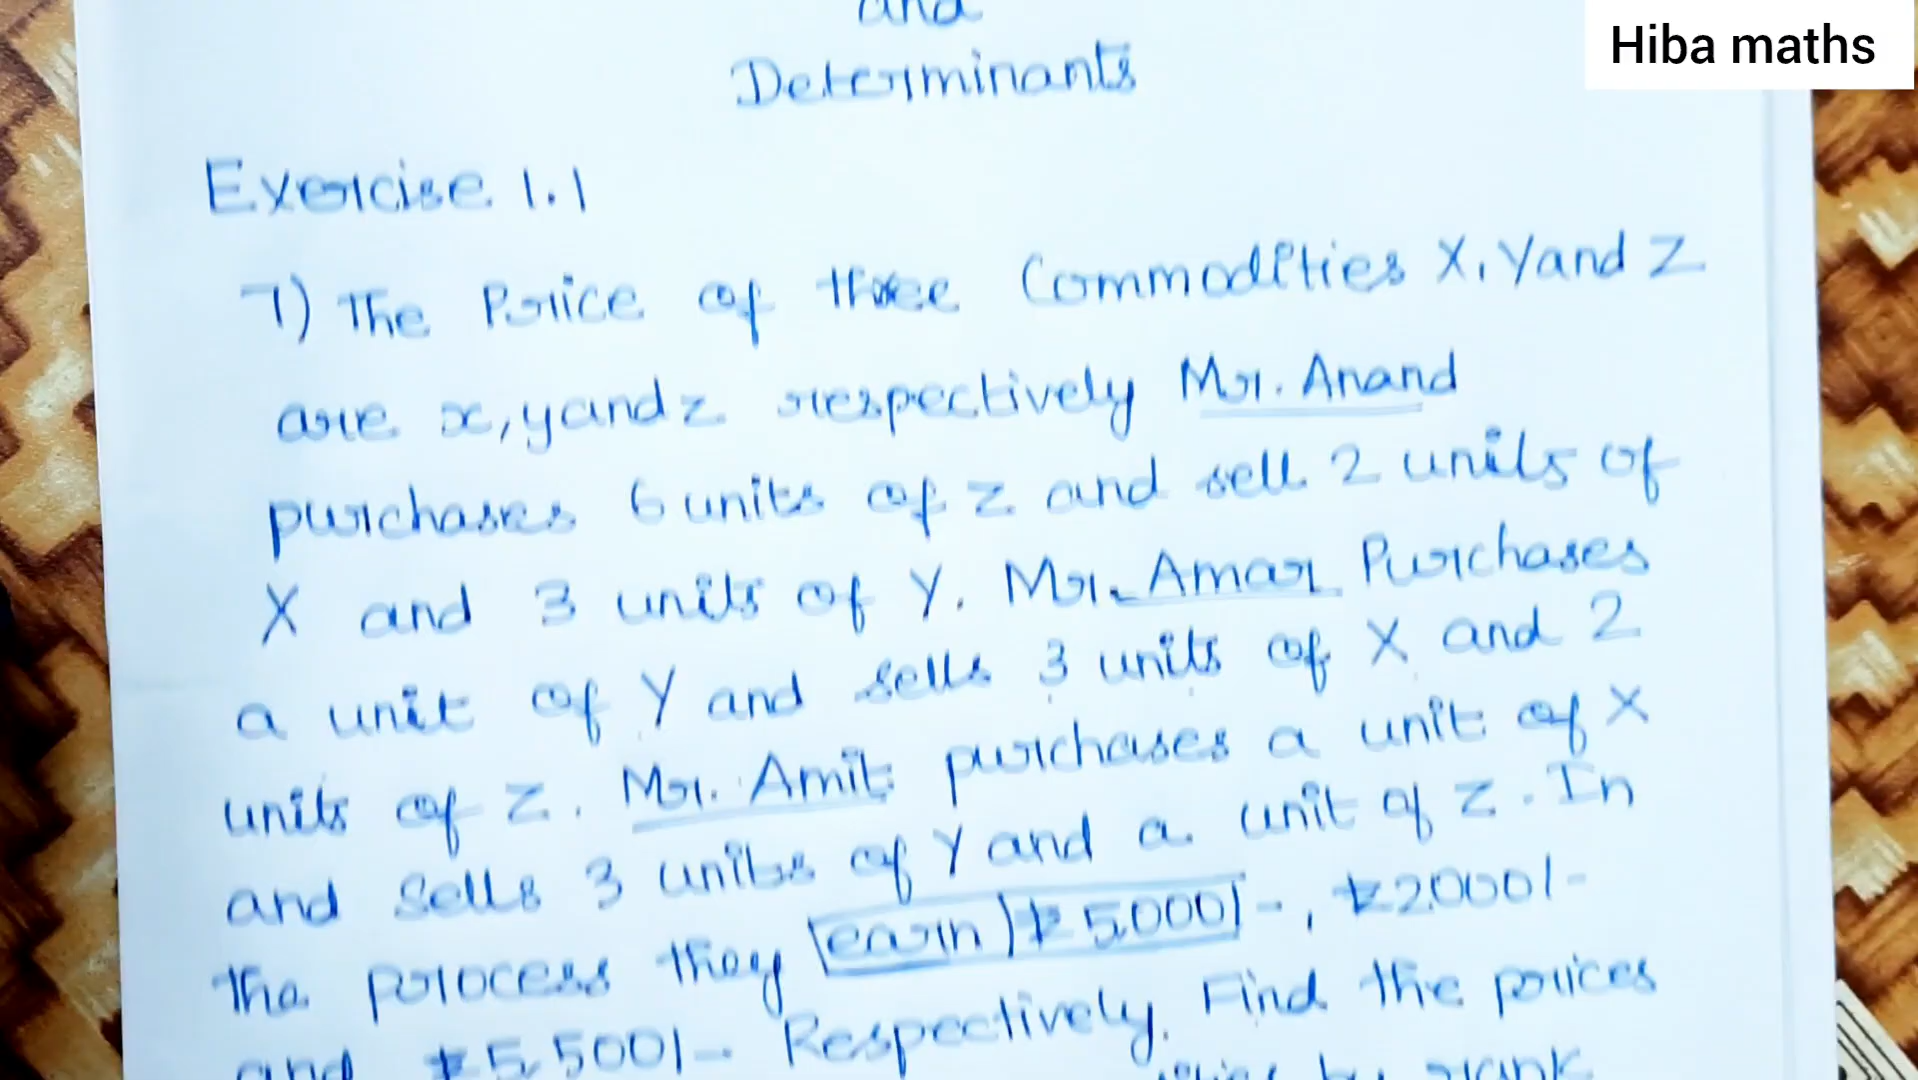 and
Determinants
Hiba maths
Exercise 1.1
7) The Price of three Commodities X, Y and Z
are x, y and z respectively Mr. Anand
purchases 6 units of z and sell 2 units of
X and 3 units of Y. Mr. Amar Purchases
a unit of Y and sells 3 units of X and 2
units of z. Mr. Amit purchases a unit of X
and sells 3 units of Y and a unit of z. In
the process they earn ₹5,000/-, ₹2000/-
and ₹5,500/- Respectively. Find the prices
by rank